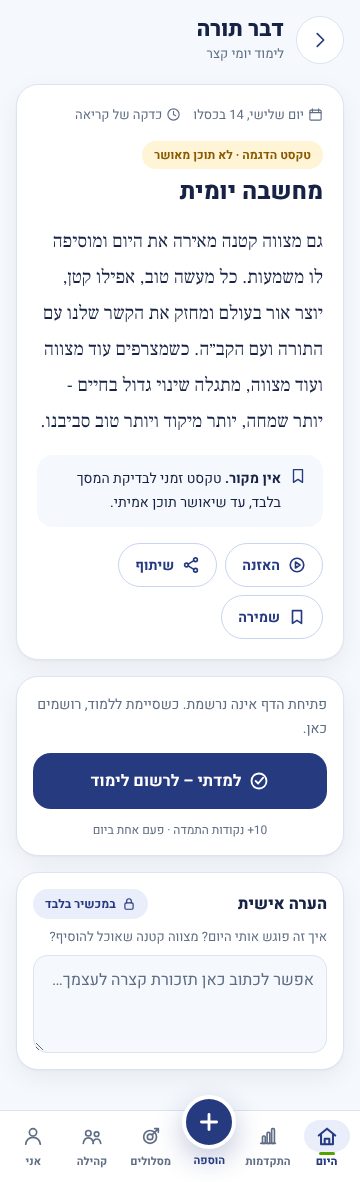 דבר תורה
לימוד יומי קצר
יום שלישי, 14 בכסלו
כדקה של קריאה
טקסט הדגמה · לא תוכן מאושר
מחשבה יומית
גם מצווה קטנה מאירה את היום ומוסיפה
לו משמעות. כל מעשה טוב, אפילו קטן,
יוצר אור בעולם ומחזק את הקשר שלנו עם
התורה ועם הקב״ה. כשמצרפים עוד מצווה
ועוד מצווה, מתגלה שינוי גדול בחיים -
יותר שמחה, יותר מיקוד ויותר טוב סביבנו.
אין מקור. טקסט זמני לבדיקת המסך
בלבד, עד שיאושר תוכן אמיתי.
האזנה
שיתוף
שמירה
פתיחת הדף אינה נרשמת. כשסיימת ללמוד, רושמים
כאן.
למדתי – לרשום לימוד
+10 נקודות התמדה · פעם אחת ביום
הערה אישית
במכשיר בלבד
איך זה פוגש אותי היום? מצווה קטנה שאוכל להוסיף?
אפשר לכתוב כאן תזכורת קצרה לעצמך...
היום
התקדמות
הוספה
מסלולים
קהילה
אני